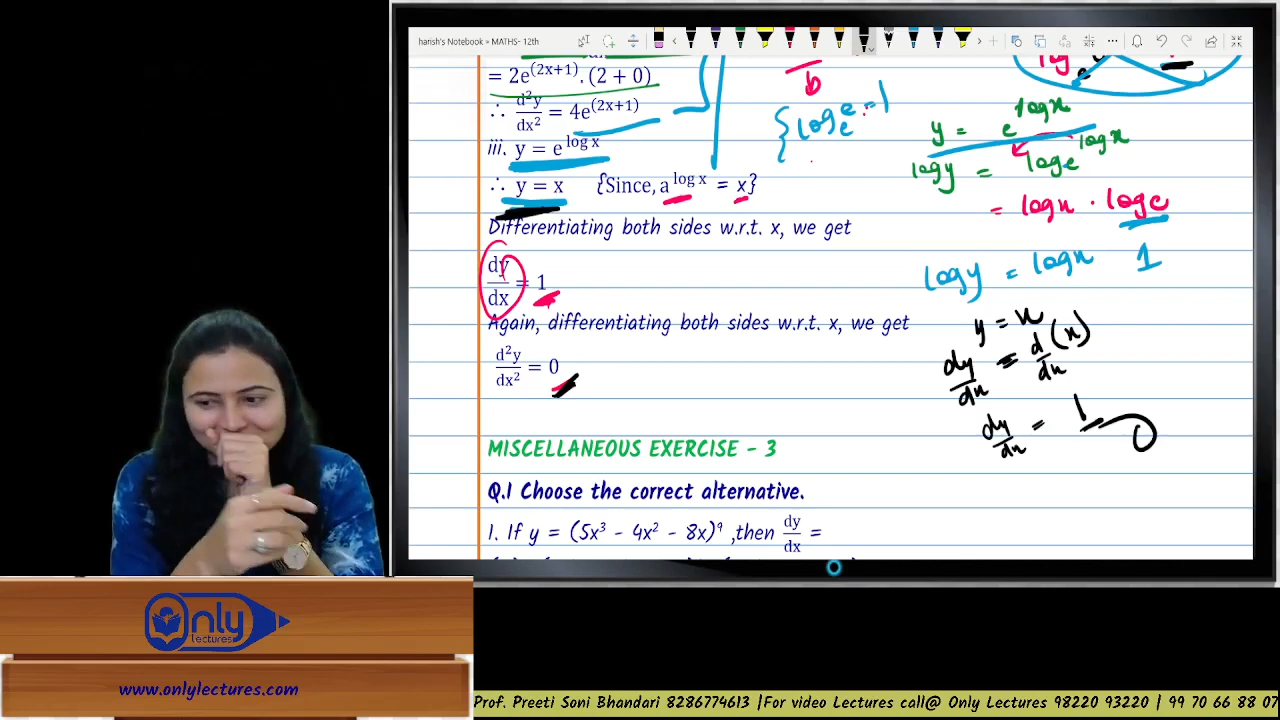 harish's Notebook » MATHS- 12th
= 2e^(2x+1) . (2 + 0)
∴ d²y/dx² = 4e^(2x+1)
iii. y = e^log x
∴ y = x {Since, a^log x = x}
Differentiating both sides w.r.t. x, we get
dy/dx = 1
Again, differentiating both sides w.r.t. x, we get
d²y/dx² = 0
MISCELLANEOUS EXERCISE - 3
Q.1 Choose the correct alternative.
1. If y = (5x³ - 4x² - 8x)⁹ ,then dy/dx =
b
{ log_e e = 1
y = e^log x
log y = log e^log x
= log x · log e
log y = log x 1
y = x
dy/dx = d/dx (x)
dy/dx = 1
0
Only
lectures
www.onlylectures.com
Prof. Preeti Soni Bhandari 8286774613 |For video Lectures call@ Only Lectures 98220 93220 | 99 70 66 88 07